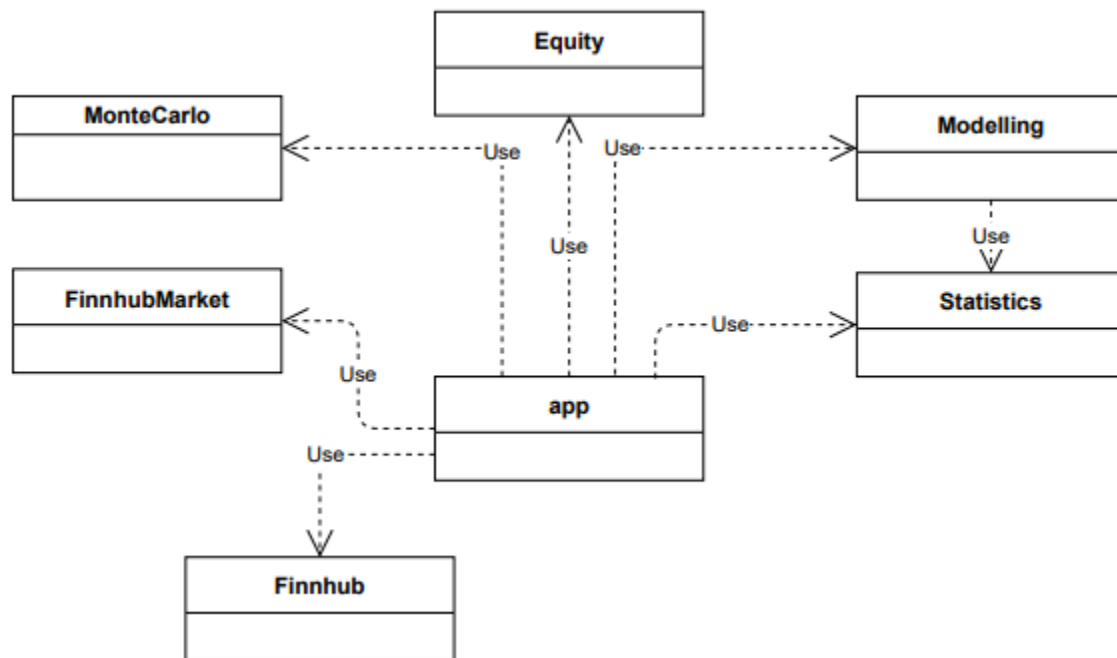 Equity
MonteCarlo
Modelling
Use
Use
Use
Use
FinnhubMarket
Statistics
Use
Use
app
Use
Finnhub